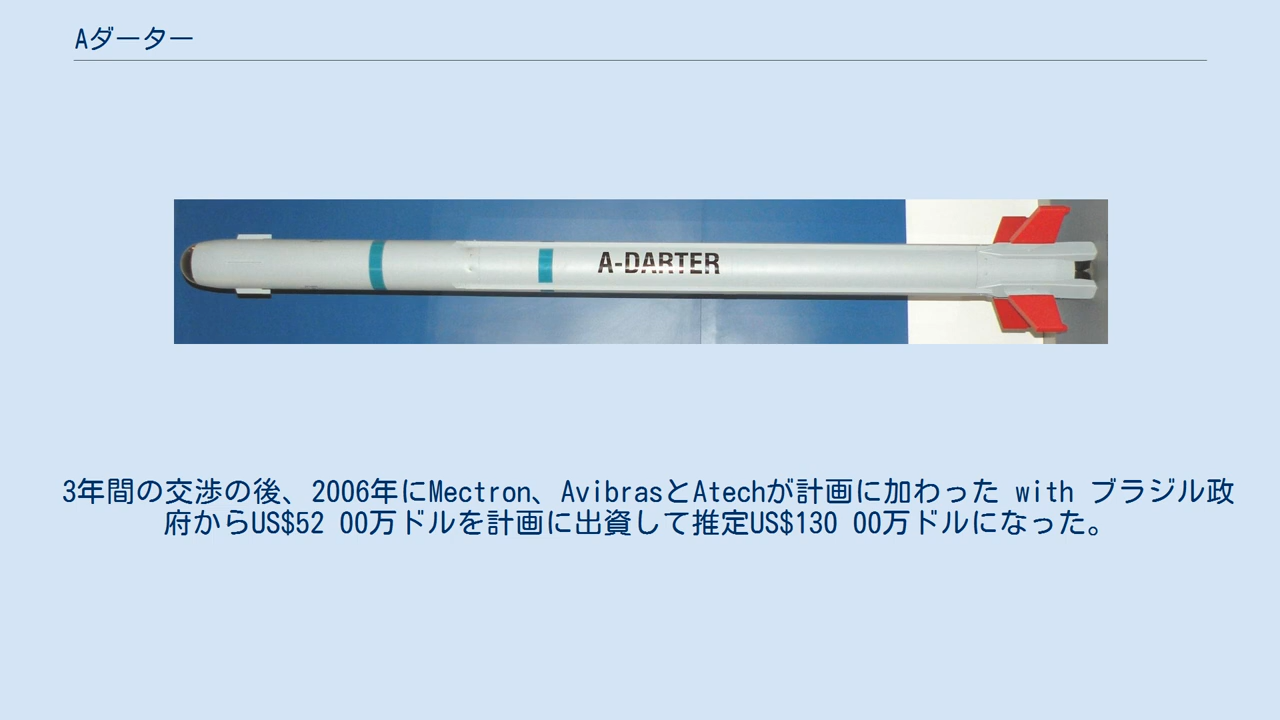 Aダーター
A-DARTER
3年間の交渉の後、2006年にMectron、AvibrasとAtechが計画に加わった with ブラジル政
府からUS$52 00万ドルを計画に出資して推定US$130 00万ドルになった。